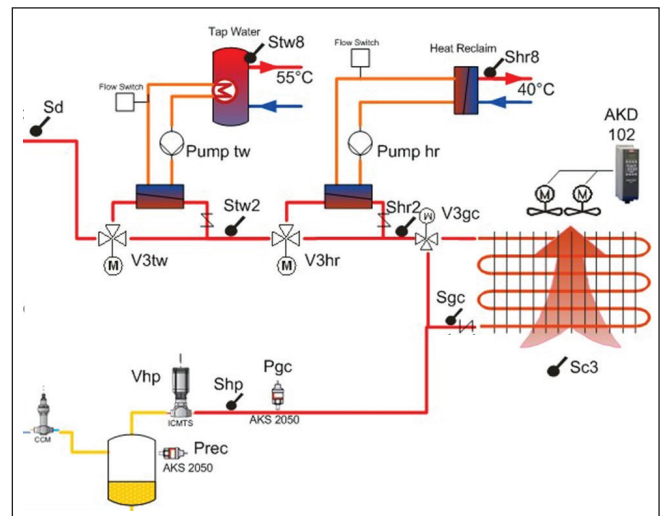 Tap Water
Stw8
Heat Reclaim
Shr8
Flow Switch
55°C
Flow Switch
40°C
AKD
102
Sd
Pump tw
Pump hr
M
M
Stw2
Shr2
M
V3gc
V3tw
V3hr
M
M
Sgc
Sc3
Vhp
Shp
Pgc
ICMTS
AKS 2050
CCM
Prec
AKS 2050